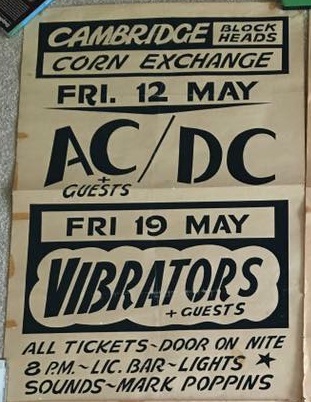 CAMBRIDGE BLOCK HEADS
CORN EXCHANGE
FRI. 12 MAY
AC/DC
+ GUESTS
FRI 19 MAY
VIBRATORS
+ GUESTS
ALL TICKETS~DOOR ON NITE
8 P.M.~LIC. BAR~LIGHTS ★
SOUNDS~MARK POPPINS